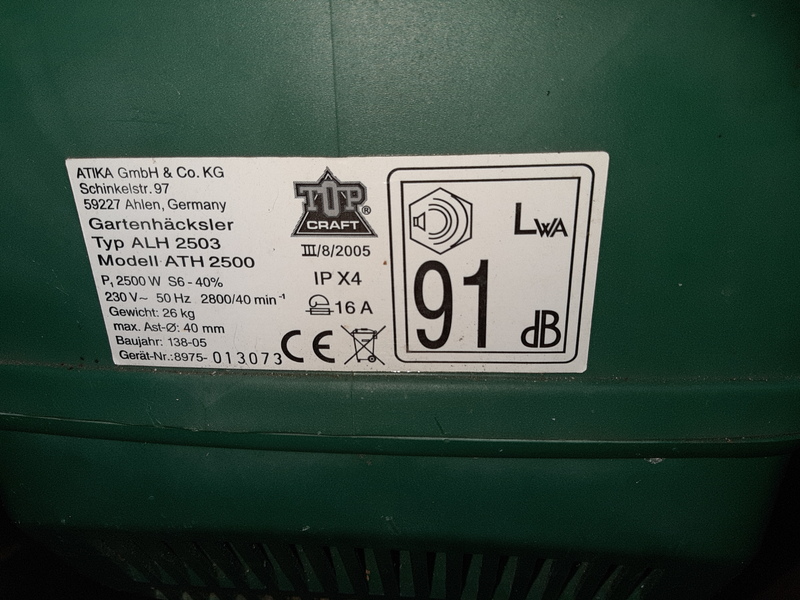 ATIKA GmbH & Co. KG
Schinkelstr. 97
59227 Ahlen, Germany
Gartenhäcksler
Typ ALH 2503
Modell ATH 2500
P₁ 2500 W S6 - 40%
230 V~ 50 Hz 2800/40 min⁻¹
Gewicht: 26 kg
max. Ast-Ø: 40 mm
Baujahr: 138-05
Gerät-Nr.:8975- 013073
TOP®
CRAFT
III/8/2005
IP X4
16 A
CE
LWA
91
dB